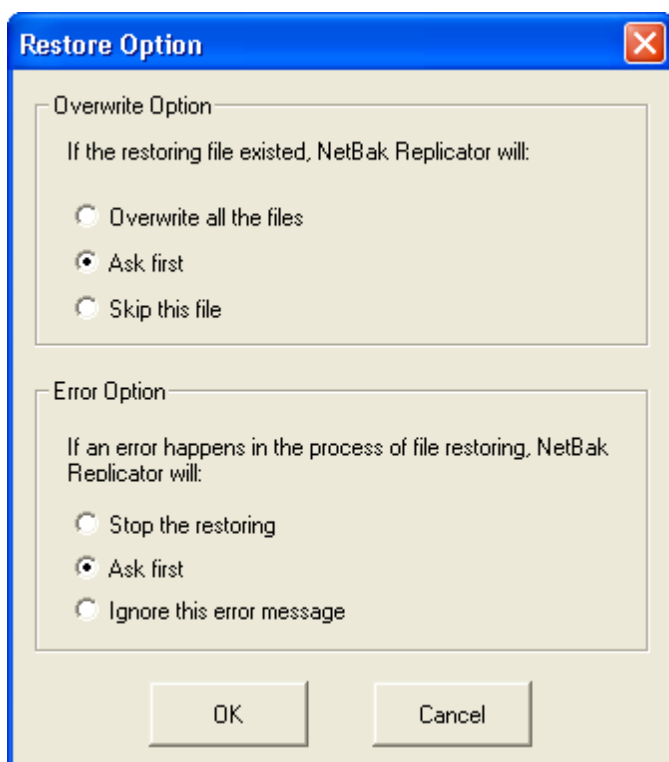 Restore Option
Overwrite Option
If the restoring file existed, NetBak Replicator will:
Overwrite all the files
Ask first
Skip this file
Error Option
If an error happens in the process of file restoring, NetBak
Replicator will:
Stop the restoring
Ask first
Ignore this error message
OK
Cancel